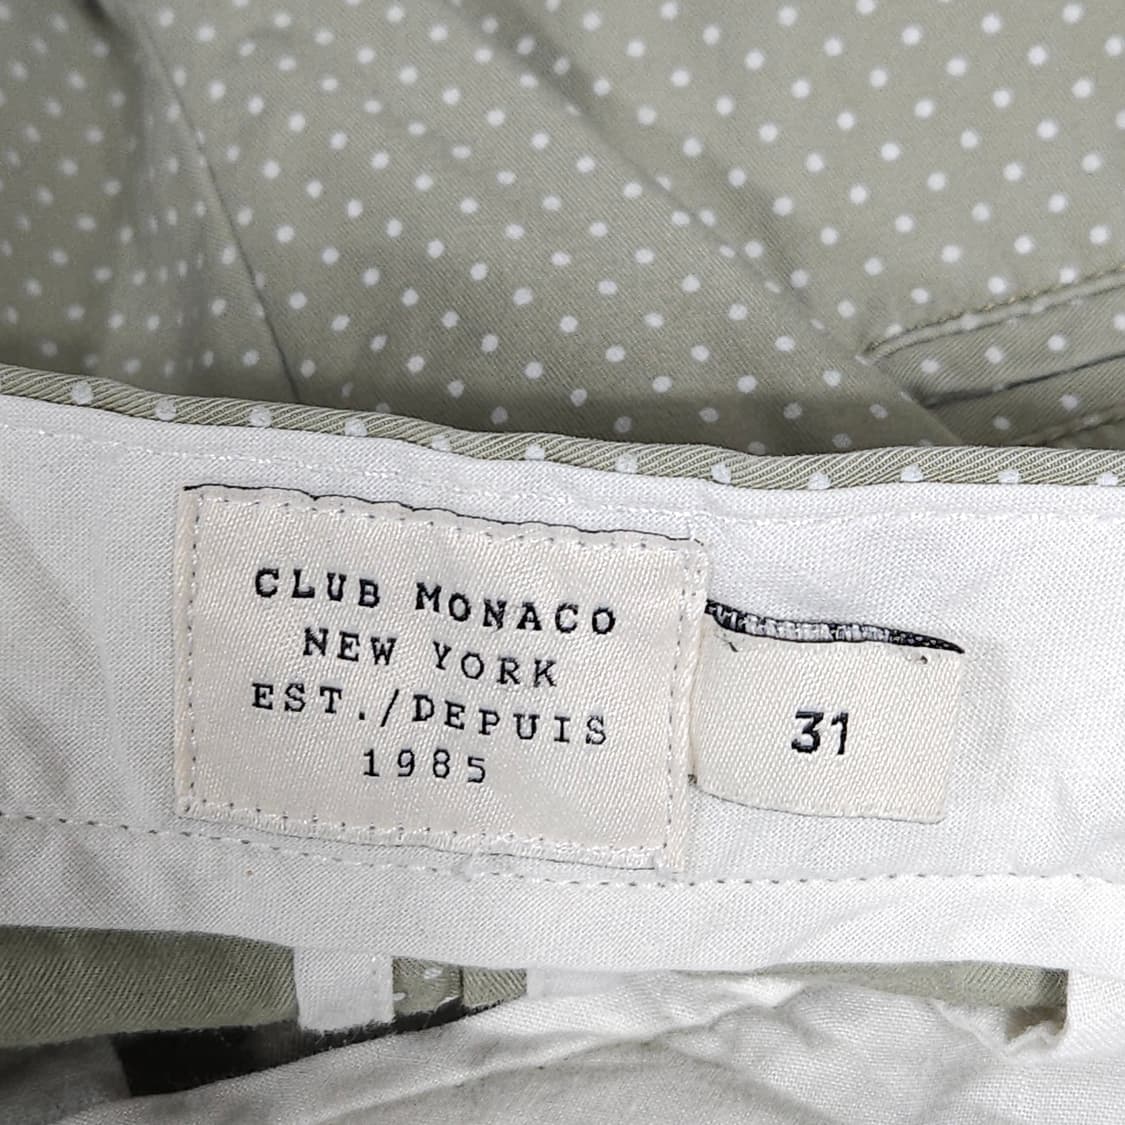 CLUB MONACO
NEW YORK
EST./DEPUIS
1985
31